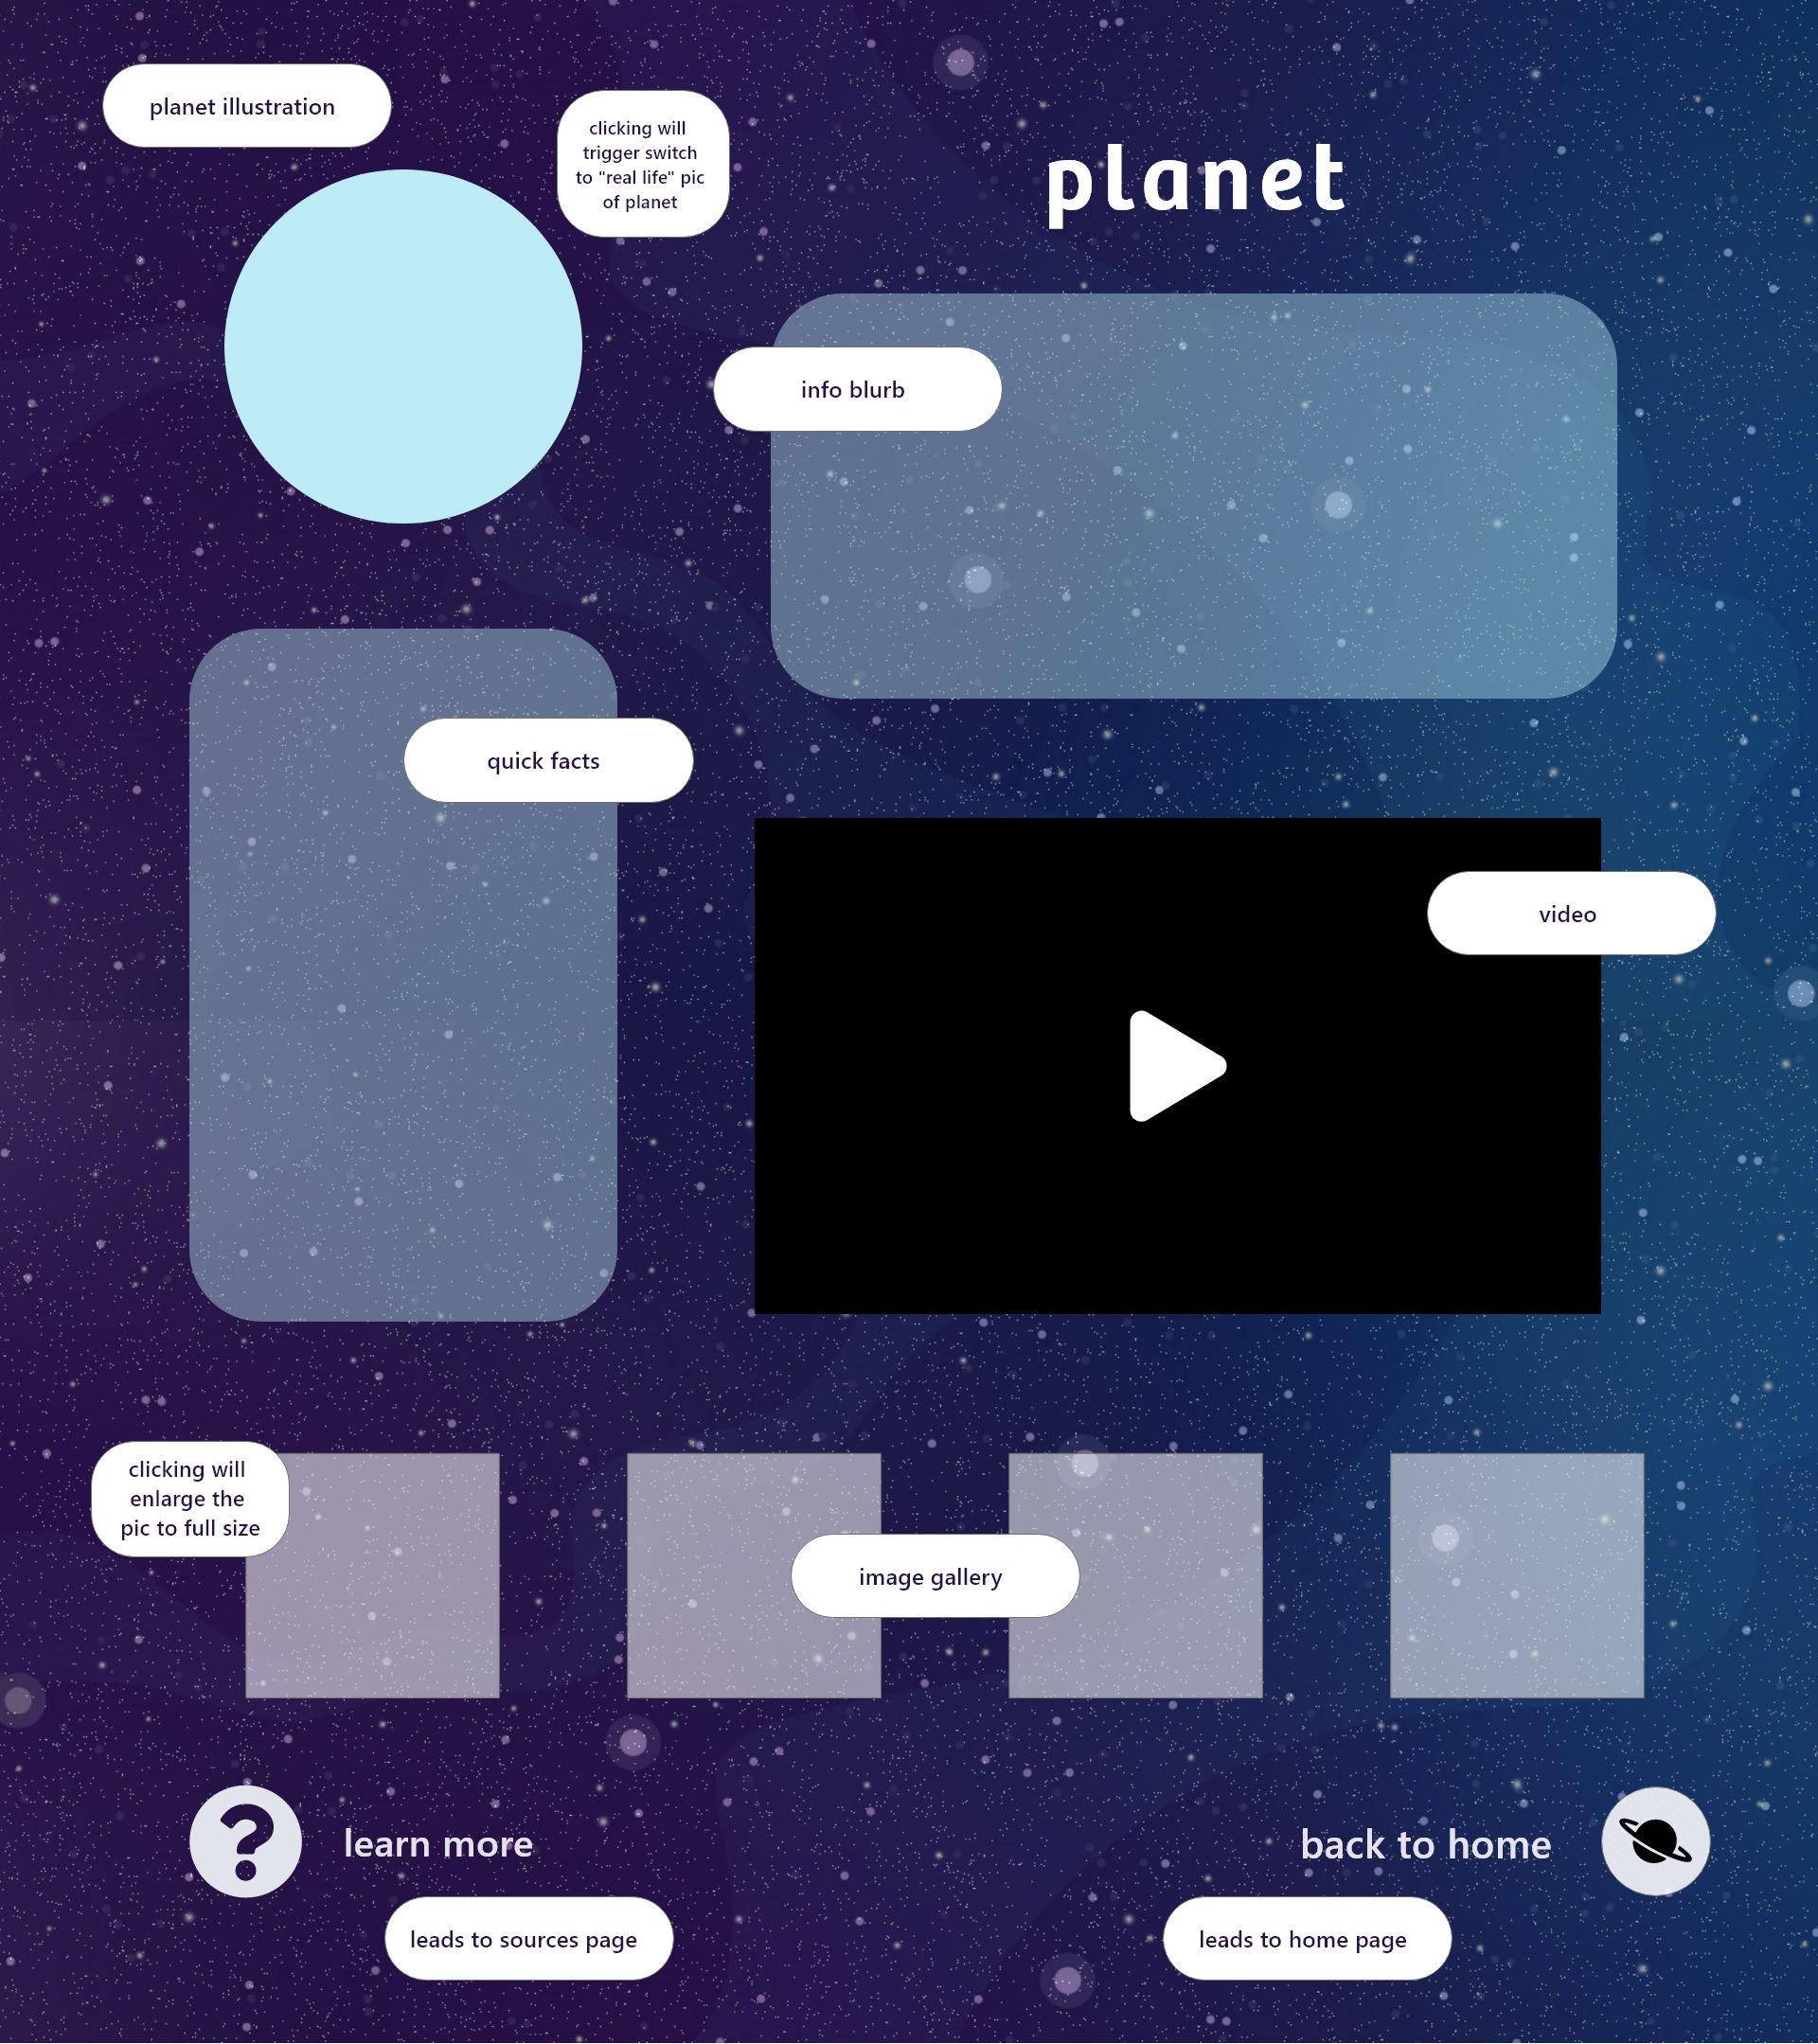 planet illustration
clicking will
trigger switch
to "real life" pic
of planet
planet
info blurb
quick facts
video
clicking will
enlarge the
pic to full size
image gallery
?
learn more
back to home
leads to sources page
leads to home page